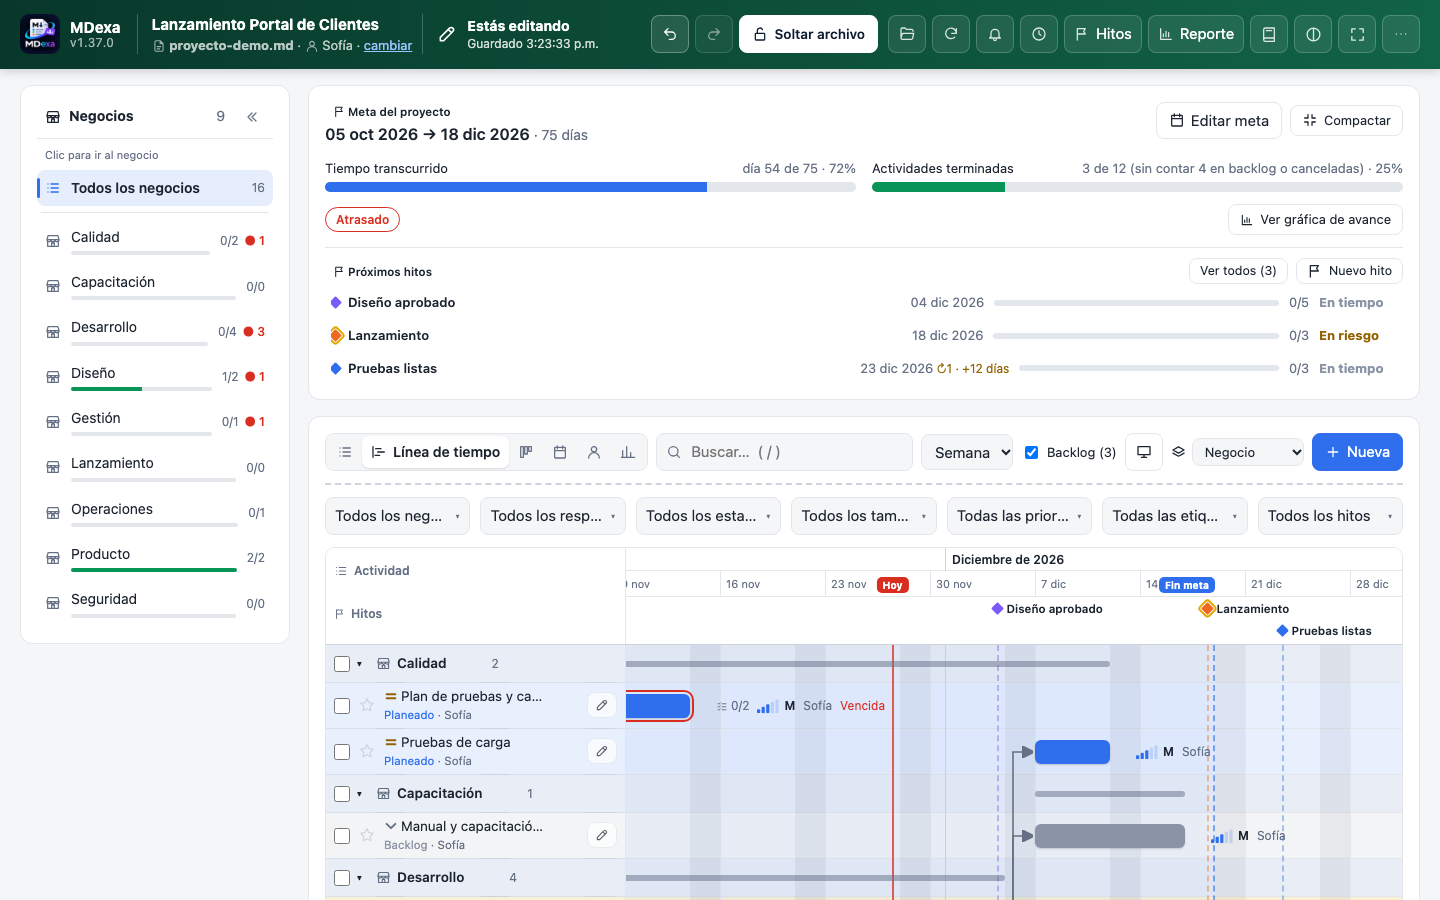 MDexa
v1.37.0
Lanzamiento Portal de Clientes
proyecto-demo.md · Sofía · cambiar
Estás editando
Guardado 3:23:33 p.m.
Soltar archivo
Hitos
Reporte
Negocios 9
Clic para ir al negocio
Todos los negocios 16
Calidad 0/2 1
Capacitación 0/0
Desarrollo 0/4 3
Diseño 1/2 1
Gestión 0/1 1
Lanzamiento 0/0
Operaciones 0/1
Producto 2/2
Seguridad 0/0
Meta del proyecto
05 oct 2026 → 18 dic 2026 · 75 días
Editar meta
Compactar
Tiempo transcurrido día 54 de 75 · 72%
Actividades terminadas 3 de 12 (sin contar 4 en backlog o canceladas) · 25%
Atrasado
Ver gráfica de avance
Próximos hitos
Ver todos (3)
Nuevo hito
Diseño aprobado 04 dic 2026 0/5 En tiempo
Lanzamiento 18 dic 2026 0/3 En riesgo
Pruebas listas 23 dic 2026 ↻1 · +12 días 0/3 En tiempo
Línea de tiempo
Buscar... ( / )
Semana
Backlog (3)
Negocio
+ Nueva
Todos los neg...
Todos los resp...
Todos los esta...
Todos los tam...
Todas las prior...
Todas las etiq...
Todos los hitos
Actividad
Diciembre de 2026
nov 16 nov 23 nov Hoy 30 nov 7 dic 14 Fin meta 21 dic 28 dic
Hitos
Diseño aprobado
Lanzamiento
Pruebas listas
Calidad 2
Plan de pruebas y ca...
Planeado · Sofía
0/2 M Sofía Vencida
Pruebas de carga
Planeado · Sofía
M Sofía
Capacitación 1
Manual y capacitació...
Backlog · Sofía
M Sofía
Desarrollo 4